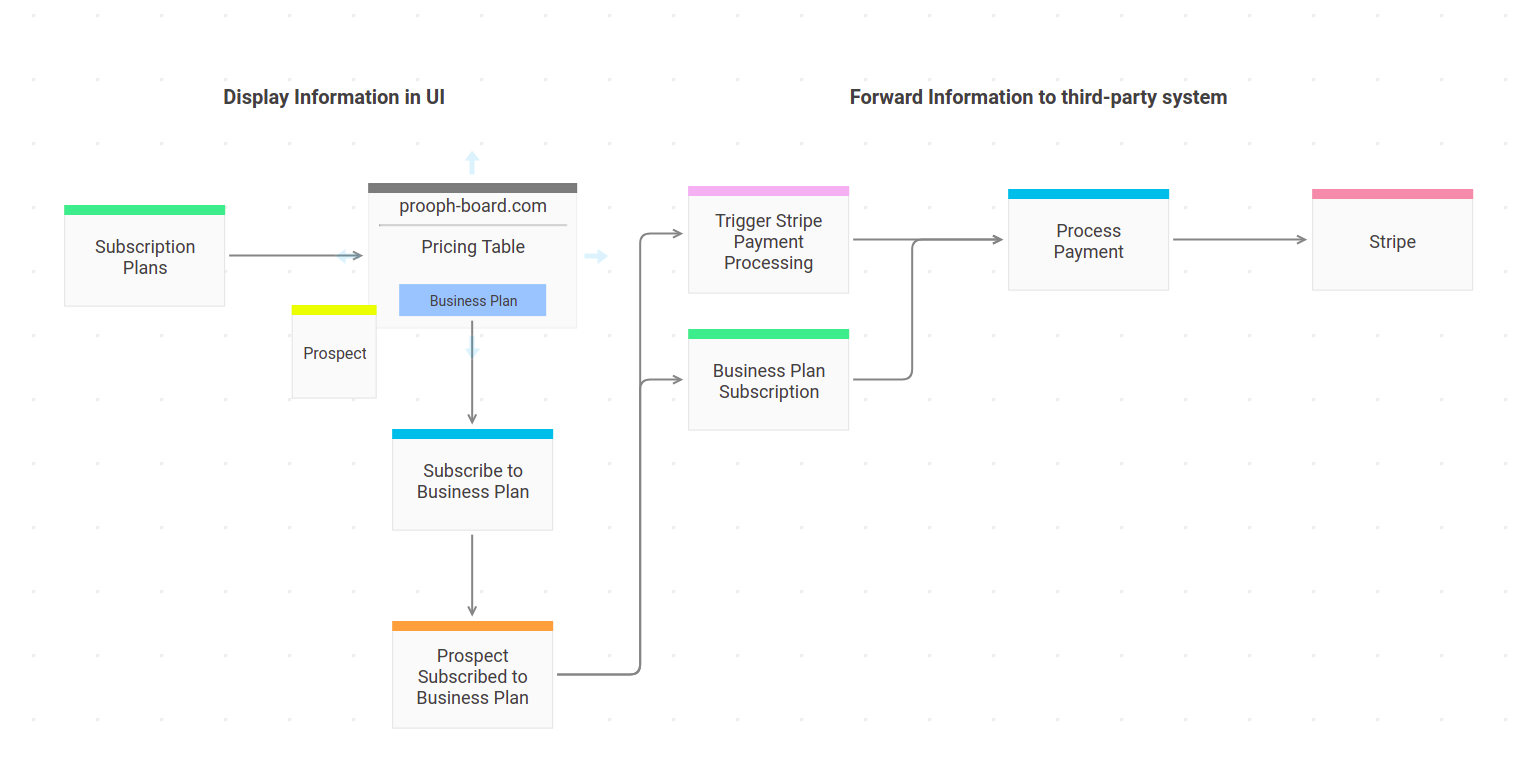 Display Information in UI
Forward Information to third-party system
Subscription
Plans
prooph-board.com
Pricing Table
Business Plan
Prospect
Subscribe to
Business Plan
Prospect
Subscribed to
Business Plan
Trigger Stripe
Payment
Processing
Business Plan
Subscription
Process
Payment
Stripe